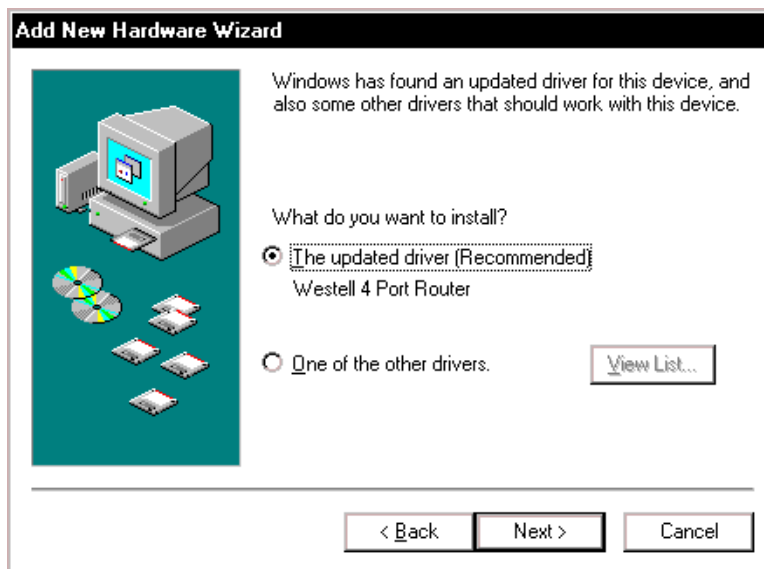 Add New Hardware Wizard
Windows has found an updated driver for this device, and
also some other drivers that should work with this device.
What do you want to install?
The updated driver (Recommended)
Westell 4 Port Router
One of the other drivers.
View List...
< Back
Next >
Cancel